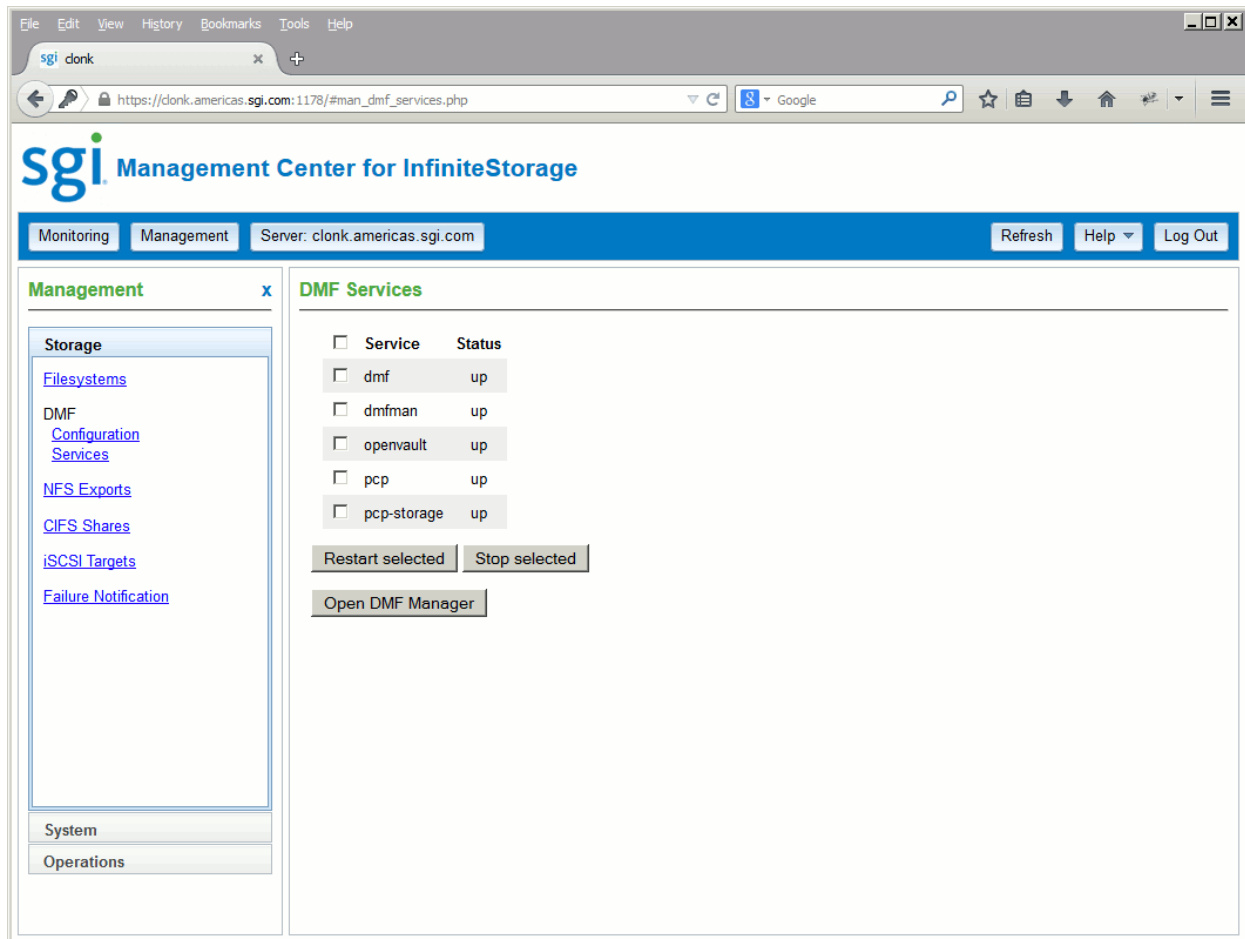 File Edit View History Bookmarks Tools Help
sgi clonk
https://clonk.americas.sgi.com:1178/#man_dmf_services.php
8 Google
sgi Management Center for InfiniteStorage
Monitoring Management Server: clonk.americas.sgi.com Refresh Help Log Out
Management x
Storage
Filesystems
DMF
Configuration
Services
NFS Exports
CIFS Shares
iSCSI Targets
Failure Notification
System
Operations
DMF Services
Service Status
dmf up
dmfman up
openvault up
pcp up
pcp-storage up
Restart selected Stop selected
Open DMF Manager